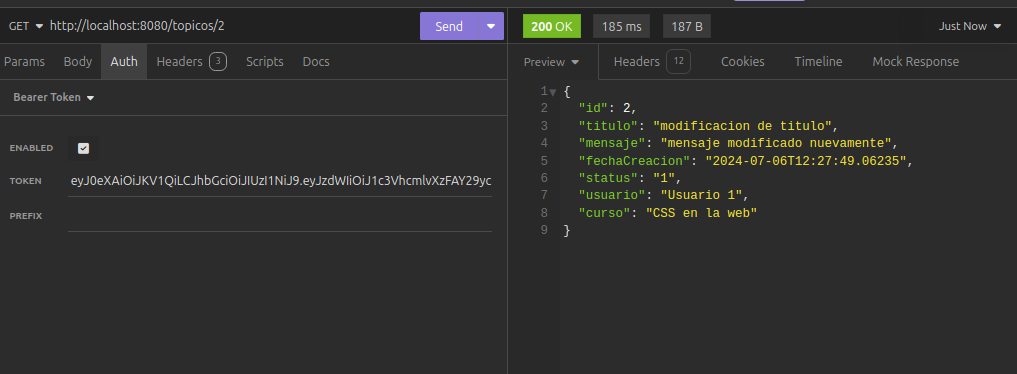 GET http://localhost:8080/topicos/2 Send
Params Body Auth Headers 3 Scripts Docs
Bearer Token
ENABLED
TOKEN eyJ0eXAiOiJKV1QiLCJhbGciOiJIUzI1NiJ9.eyJzdWIiOiJ1c3VhcmlvXzFAY29yc
PREFIX
200 OK 185 ms 187 B Just Now
Preview Headers 12 Cookies Timeline Mock Response
1 {
2 "id": 2,
3 "titulo": "modificacion de titulo",
4 "mensaje": "mensaje modificado nuevamente",
5 "fechaCreacion": "2024-07-06T12:27:49.06235",
6 "status": "1",
7 "usuario": "Usuario 1",
8 "curso": "CSS en la web"
9 }